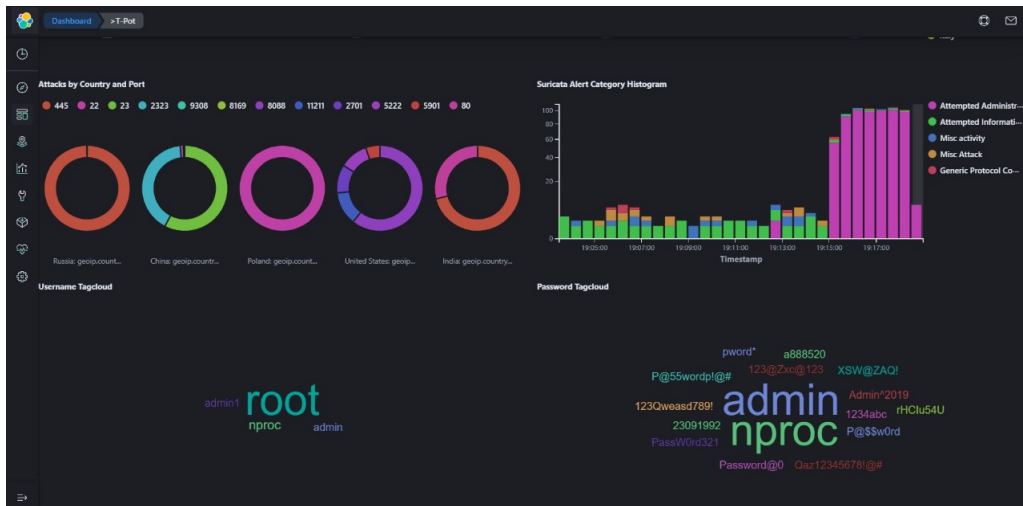 Dashboard >T-Pot
Italy
Attacks by Country and Port
445 22 23 2323 9308 8169 8088 11211 2701 5222 5901 80
Russia: geoip.count...
China: geoip.countr...
Poland: geoip.count...
United States: geoip...
India: geoip.country...
Suricata Alert Category Histogram
100
80
60
40
20
0
19:05:00 19:07:00 19:09:00 19:11:00 19:13:00 19:15:00 19:17:00
Timestamp
Attempted Administr...
Attempted Informati...
Misc activity
Misc Attack
Generic Protocol Co...
Username Tagcloud
admin1
root
nproc
admin
Password Tagcloud
pword*
a888520
P@55wordp!@#
123@Zxc@123
XSW@ZAQ!
123Qweasd789!
admin
Admin^2019
1234abc
rHCIu54U
23091992
nproc
P@$$w0rd
PassW0rd321
Password@0
Qaz12345678!@#